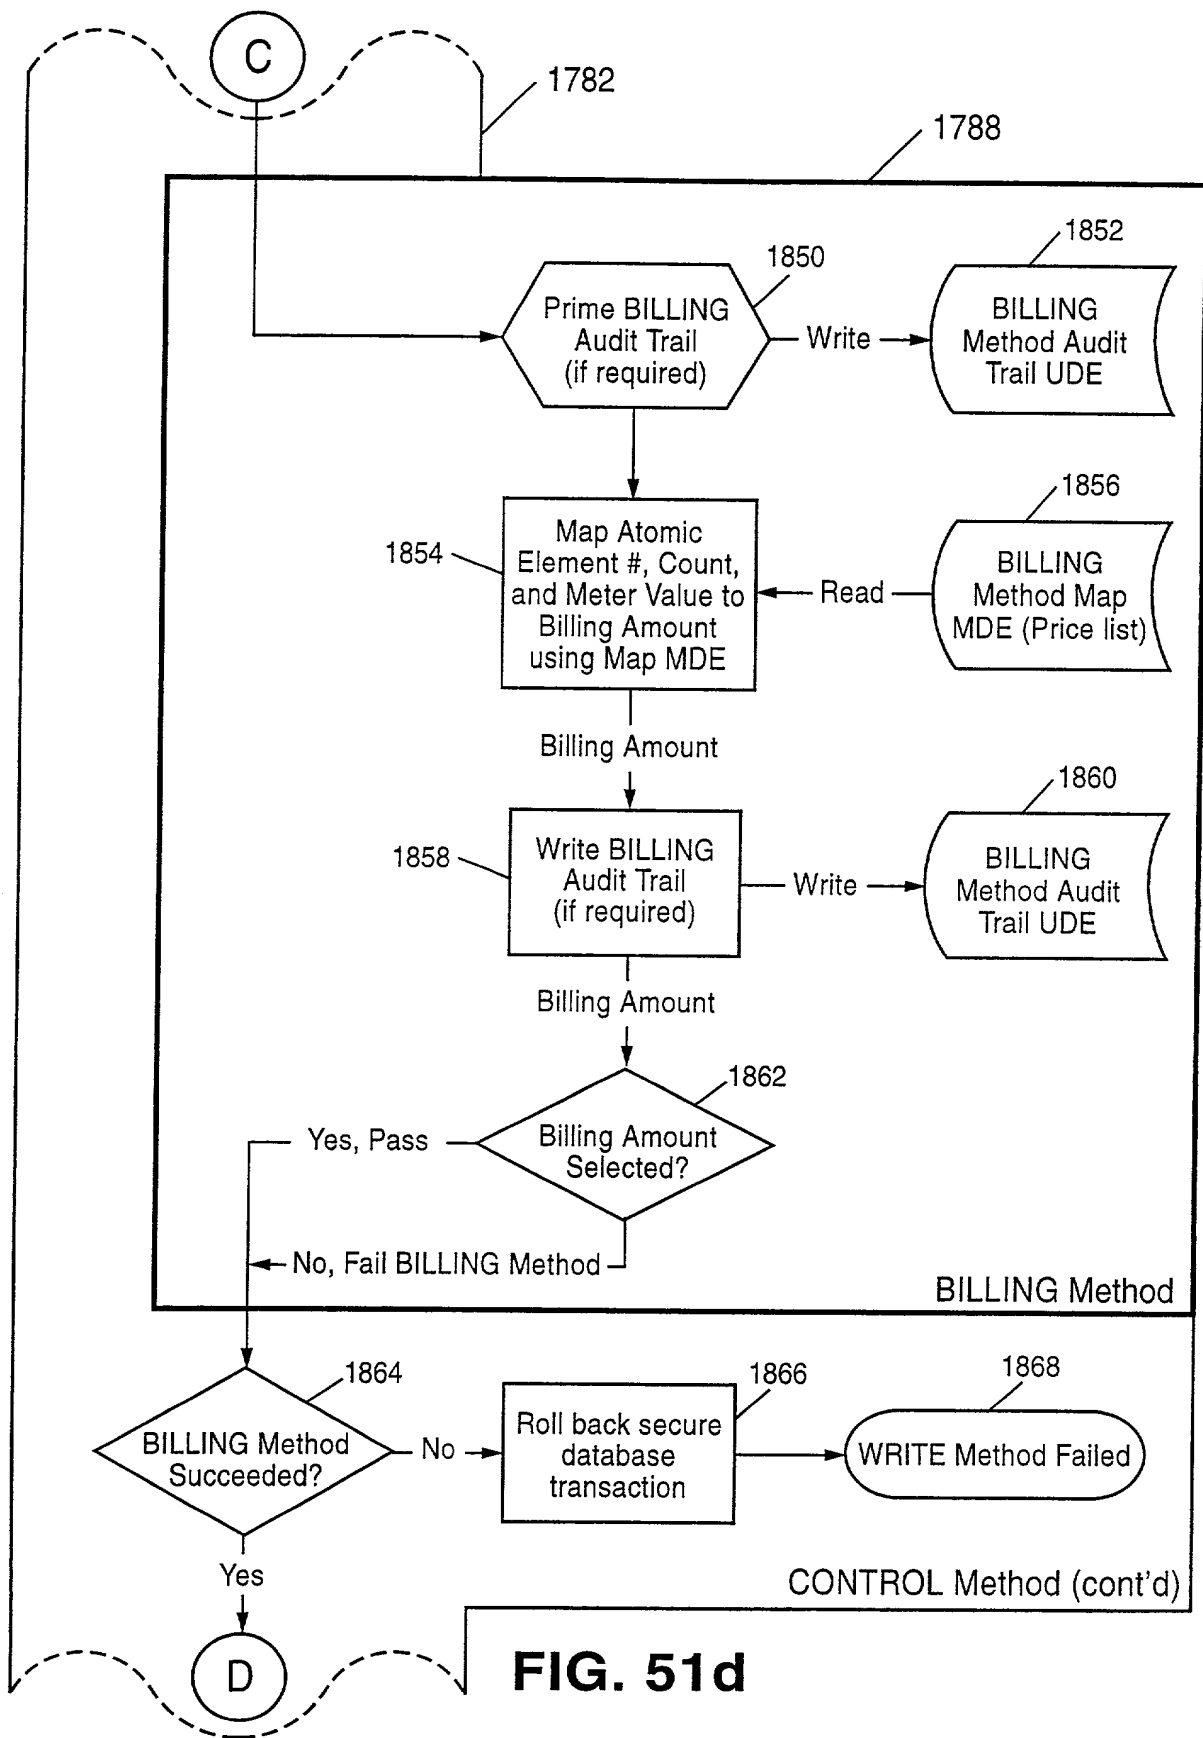 C
1782
1788
1850
1852
Prime BILLING
Audit Trail
(if required)
Write
BILLING
Method Audit
Trail UDE
1854
Map Atomic
Element #, Count,
and Meter Value to
Billing Amount
using Map MDE
Read
1856
BILLING
Method Map
MDE (Price list)
Billing Amount
1858
Write BILLING
Audit Trail
(if required)
Write
1860
BILLING
Method Audit
Trail UDE
Billing Amount
1862
Billing Amount
Selected?
Yes, Pass
No, Fail BILLING Method
BILLING Method
1864
BILLING Method
Succeeded?
No
1866
Roll back secure
database
transaction
1868
WRITE Method Failed
Yes
CONTROL Method (cont'd)
D
FIG. 51d